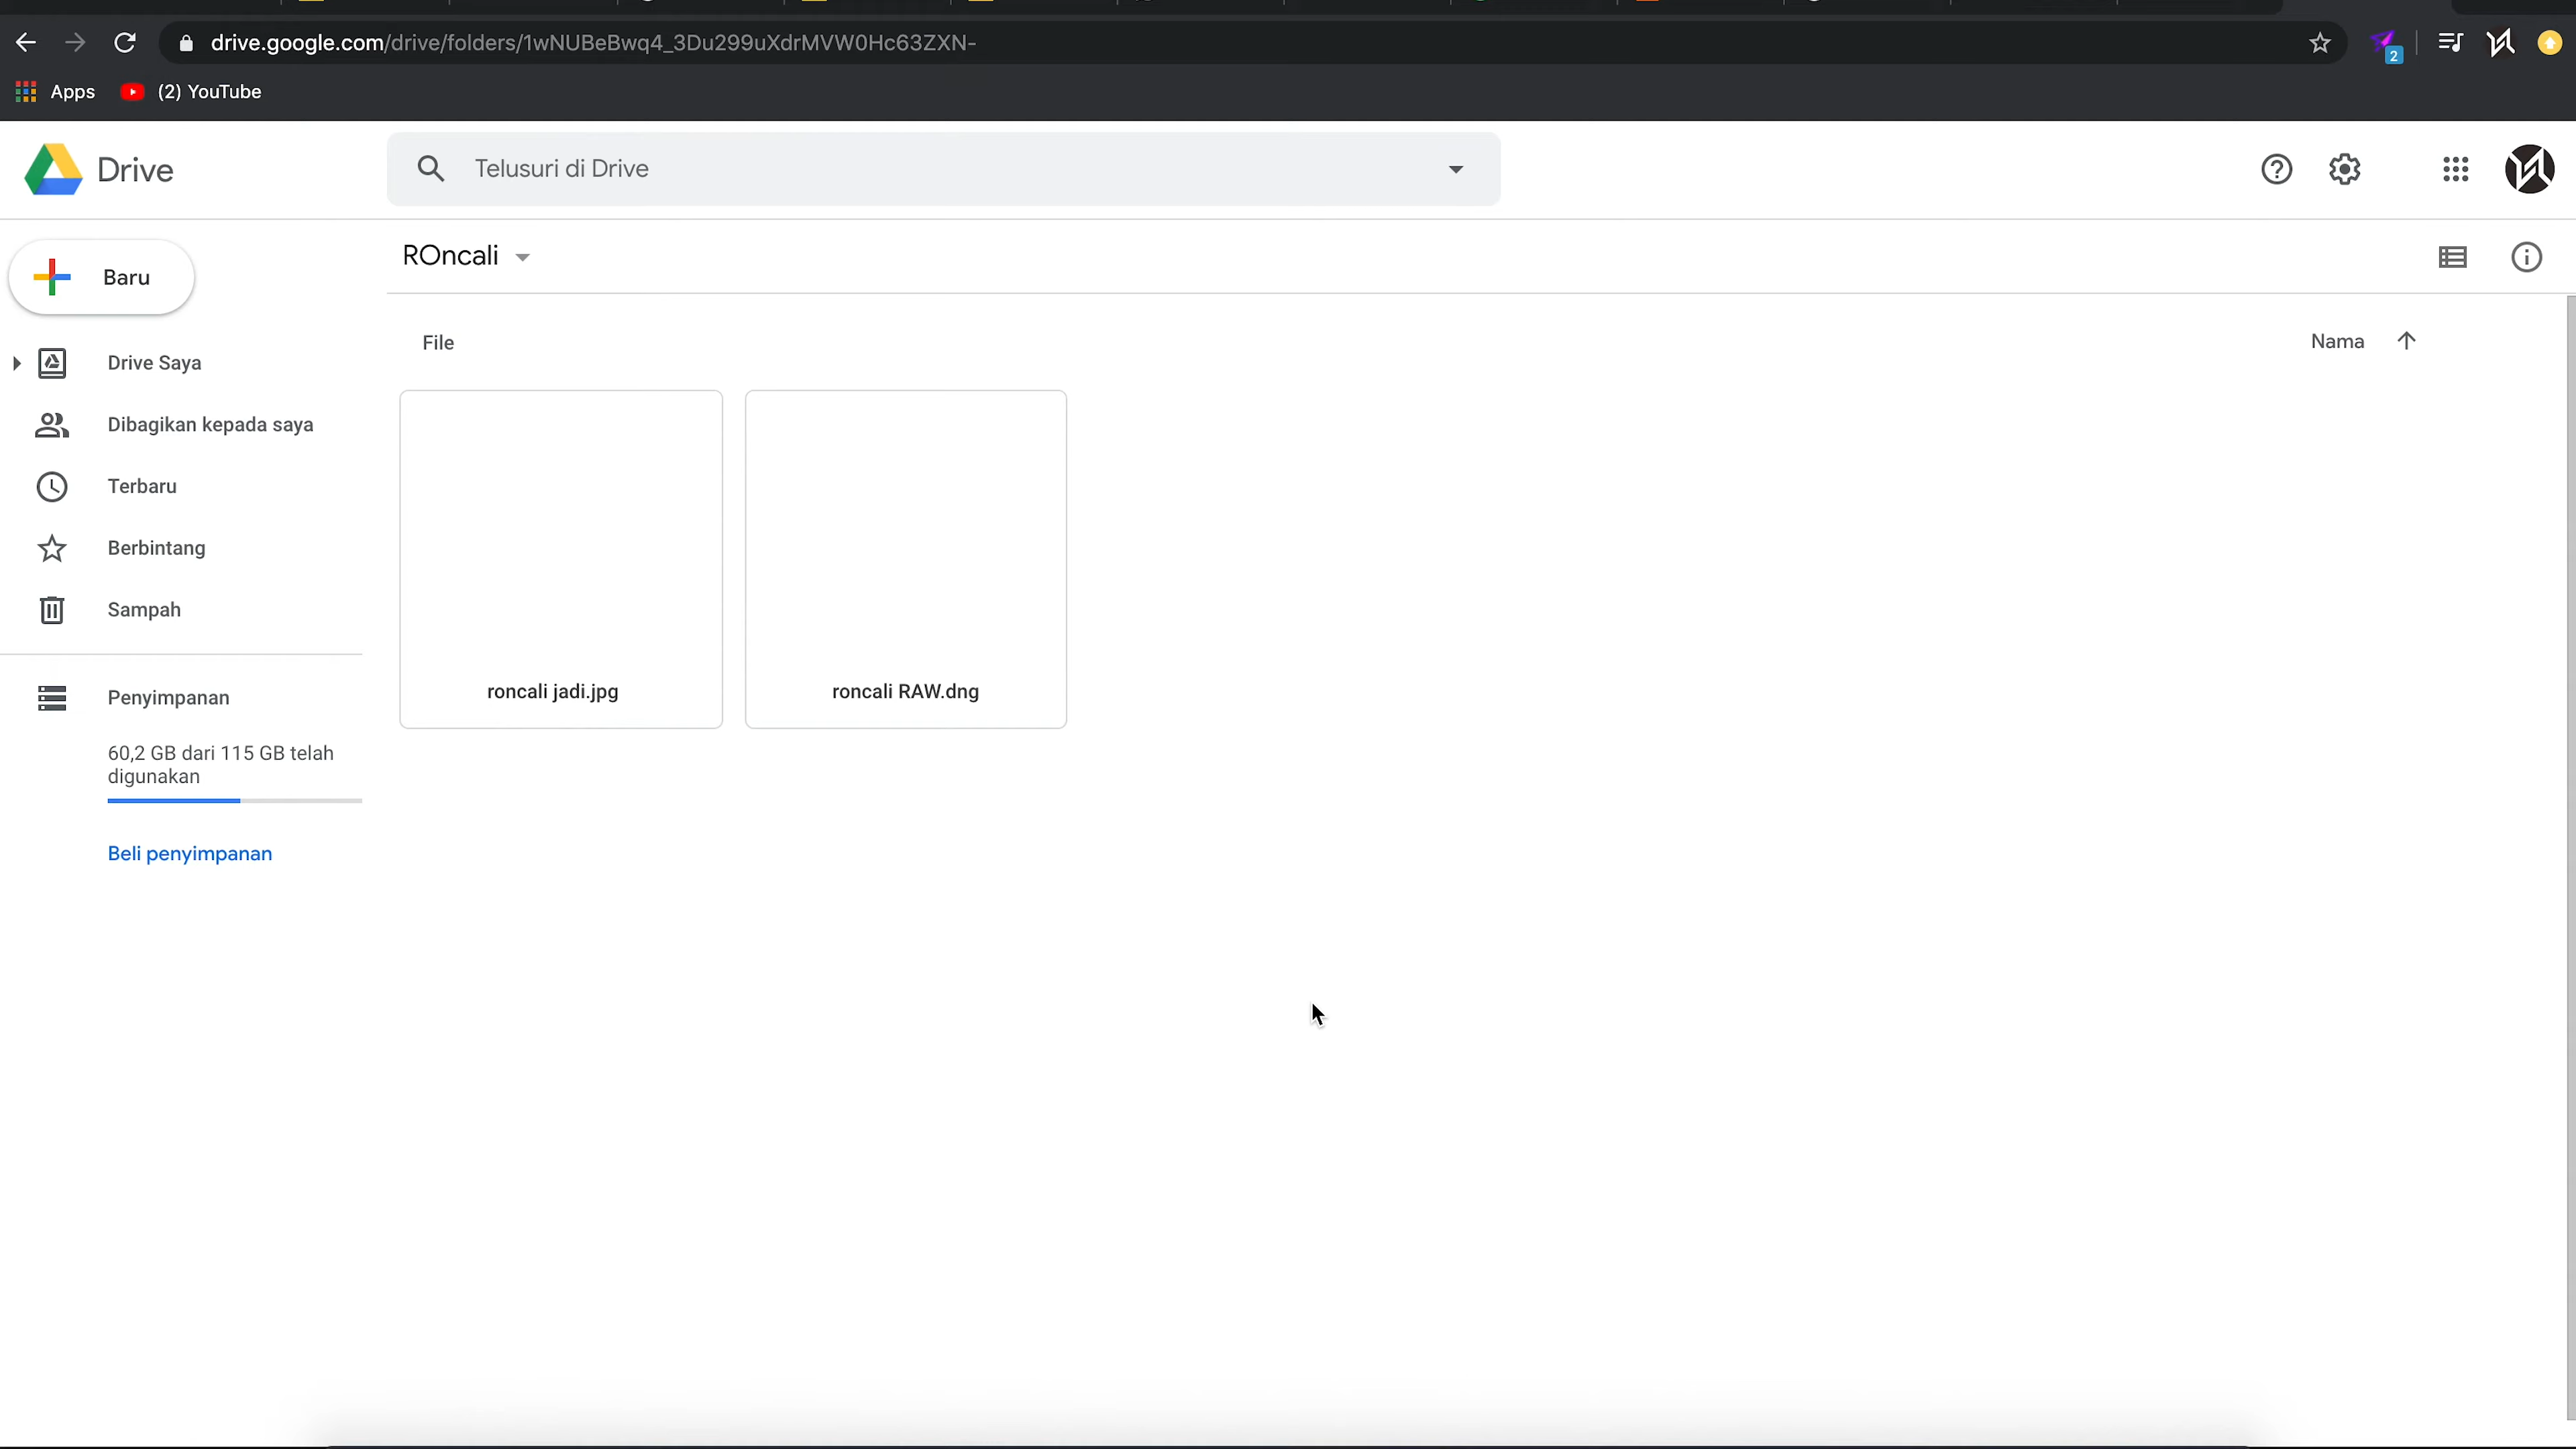 drive.google.com/drive/folders/1wNUBeBwq4_3Du299uXdrMVW0Hc63ZXN-
2
Apps
(2) YouTube
Drive
Telusuri di Drive
Baru
ROncali
Drive Saya
Dibagikan kepada saya
Terbaru
Berbintang
Sampah
Penyimpanan
60,2 GB dari 115 GB telah
digunakan
Beli penyimpanan
File
Nama
roncali jadi.jpg
roncali RAW.dng